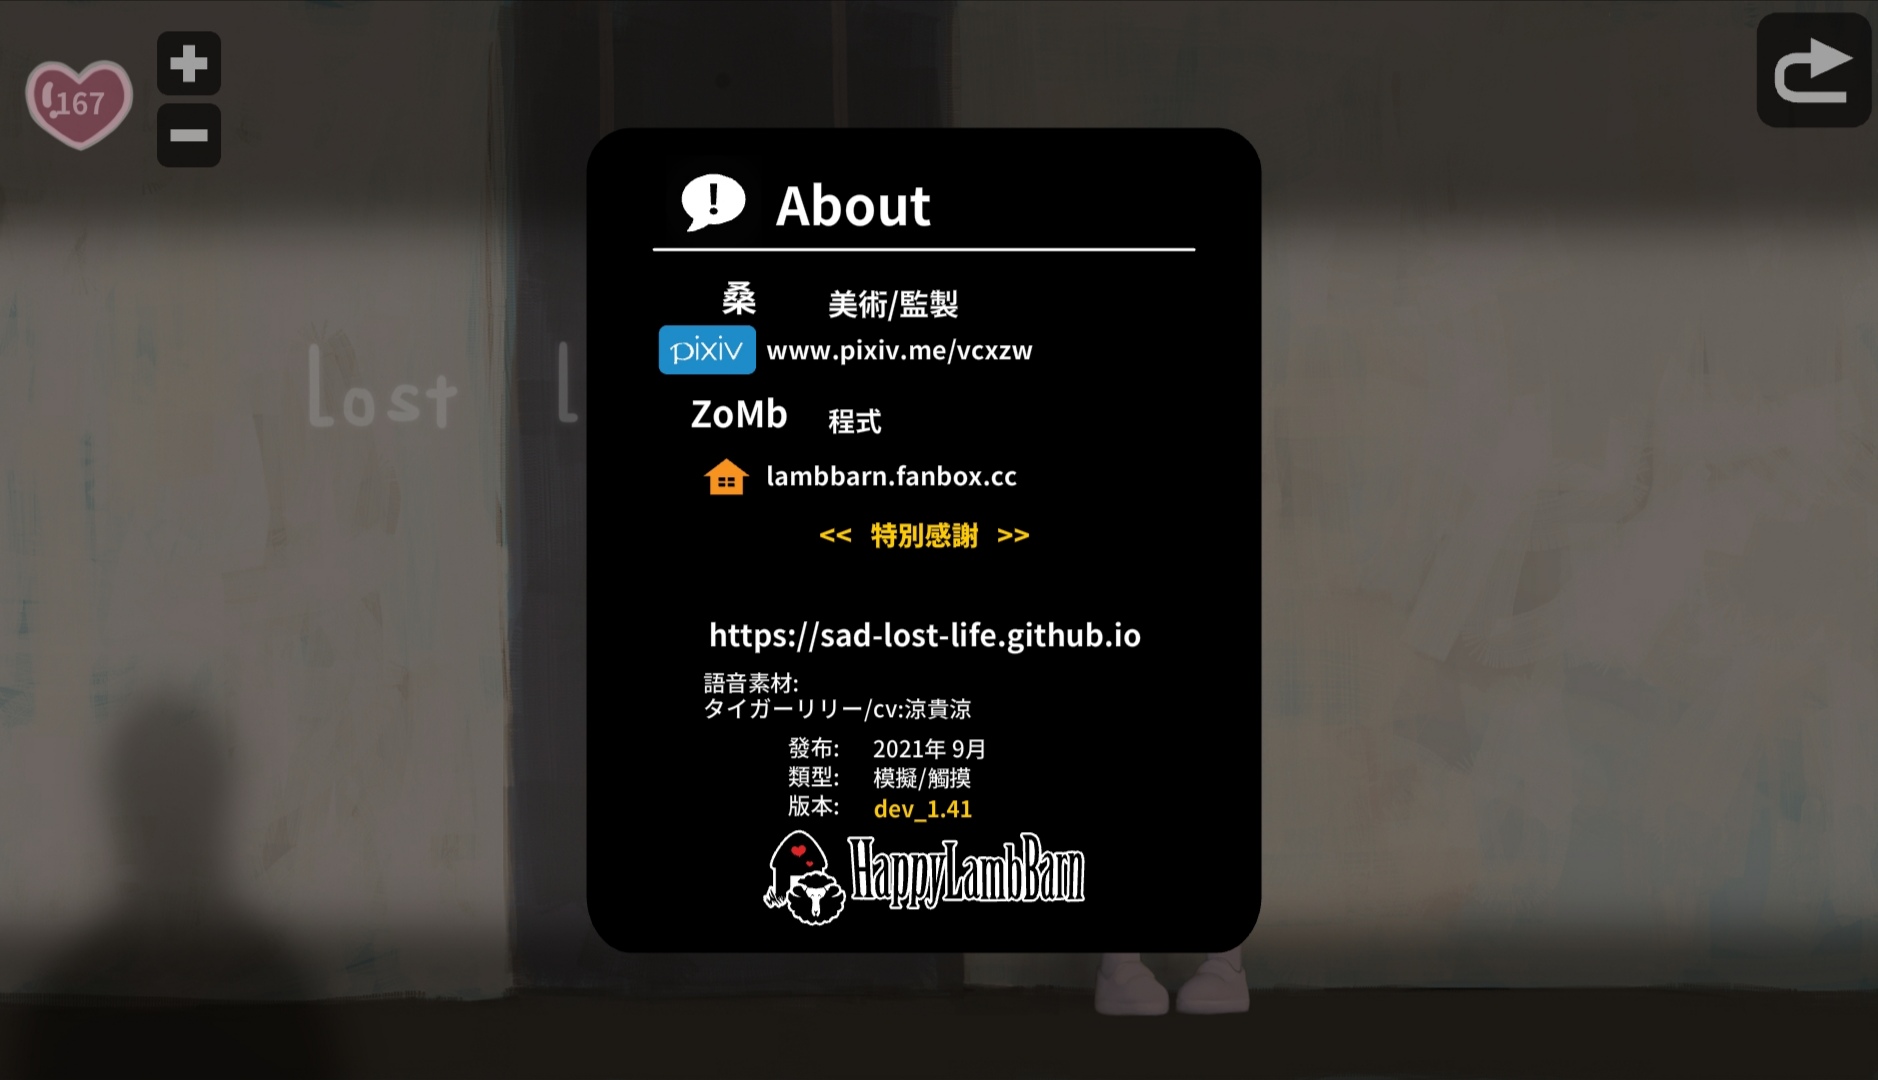 167
About
桑 美術/監製
pixiv www.pixiv.me/vcxzw
lost l
ZoMb 程式
lambbarn.fanbox.cc
<< 特別感謝 >>
https://sad-lost-life.github.io
語音素材:
タイガーリリー/cv:涼貴涼
發布: 2021年 9月
類型: 模擬/觸摸
版本: dev_1.41
HappyLambBarn